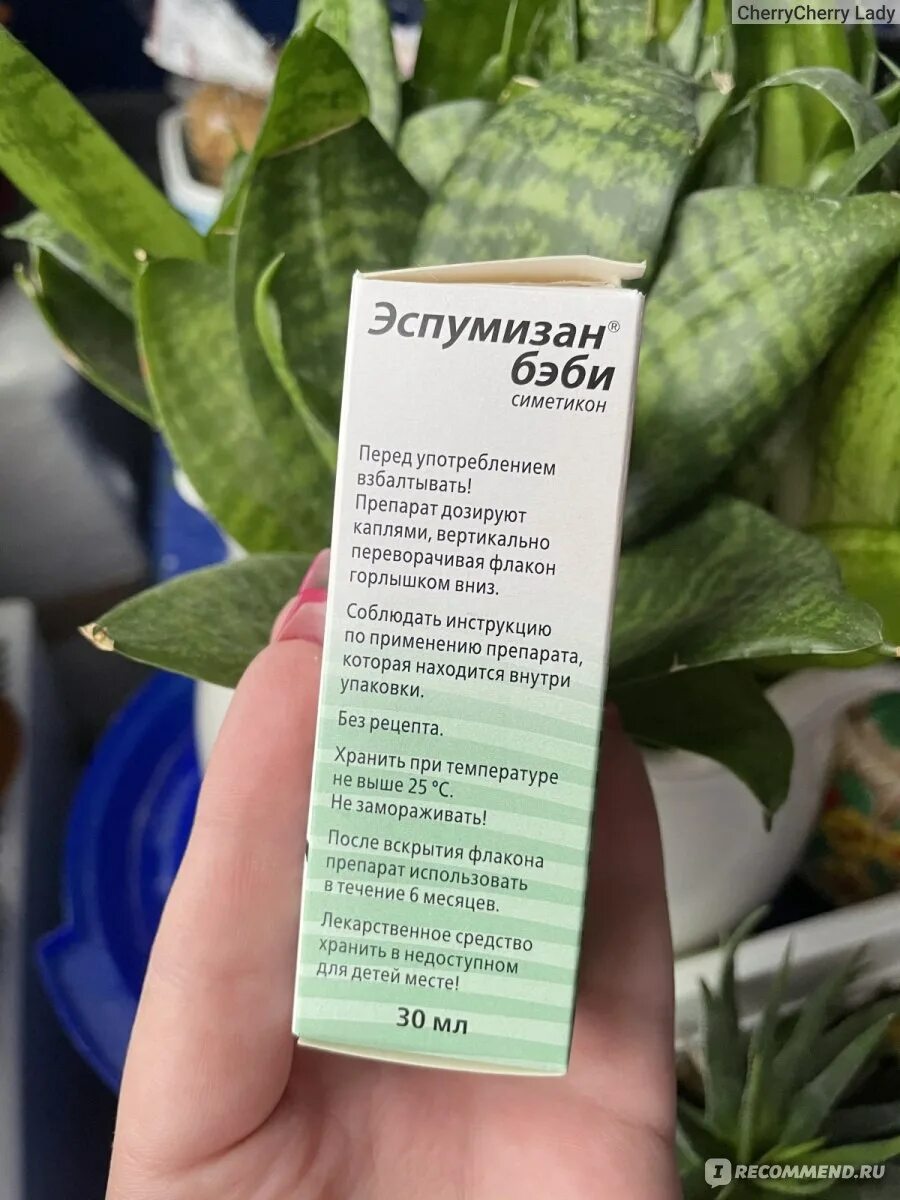 CherryCherry Lady
Эспумизан®
бэби
симетикон
Перед употреблением
взбалтывать!
Препарат дозируют
каплями, вертикально
переворачивая флакон
горлышком вниз.
Соблюдать инструкцию
по применению препарата,
которая находится внутри
упаковки.
Без рецепта.
Хранить при температуре
не выше 25 °C.
Не замораживать!
После вскрытия флакона
препарат использовать
в течение 6 месяцев.
Лекарственное средство
хранить в недоступном
для детей месте!
30 мл
IRECOMMEND.RU